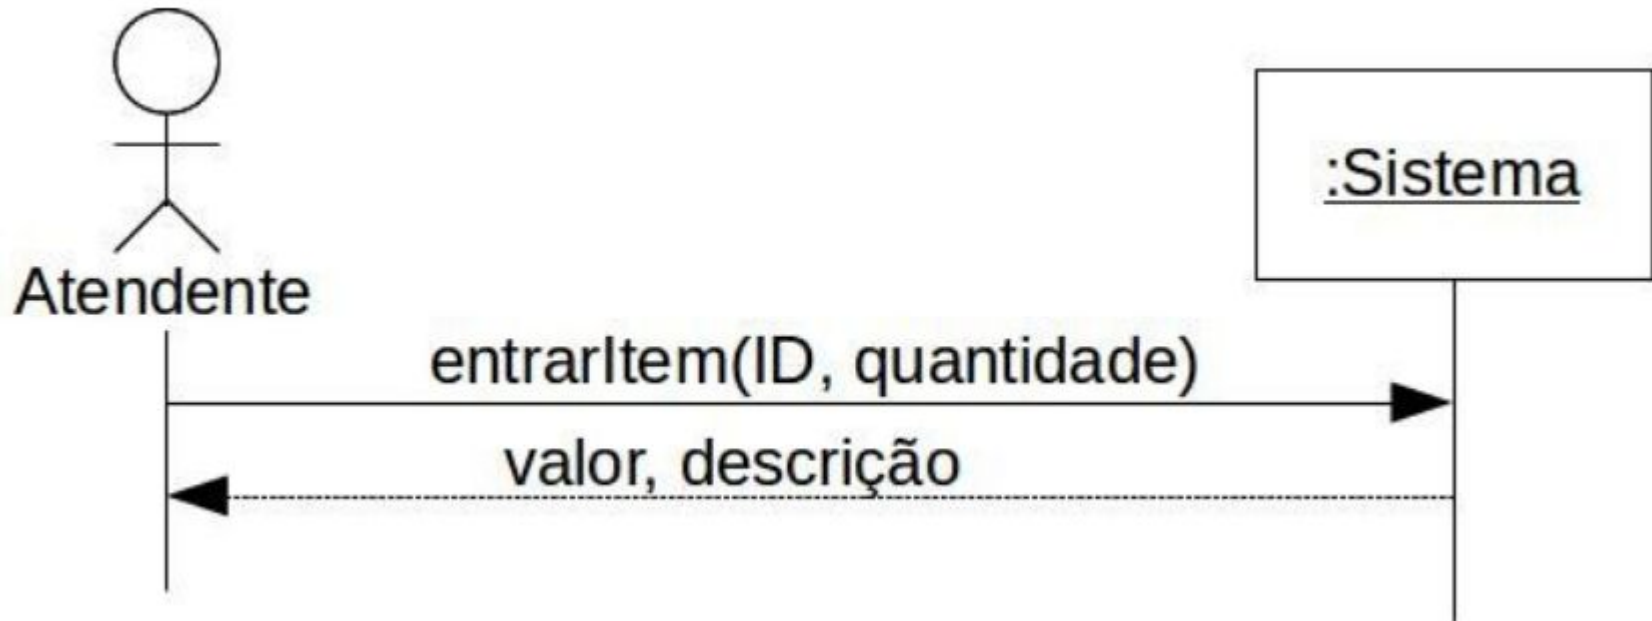 :Sistema
Atendente
entrarItem(ID, quantidade)
valor, descrição